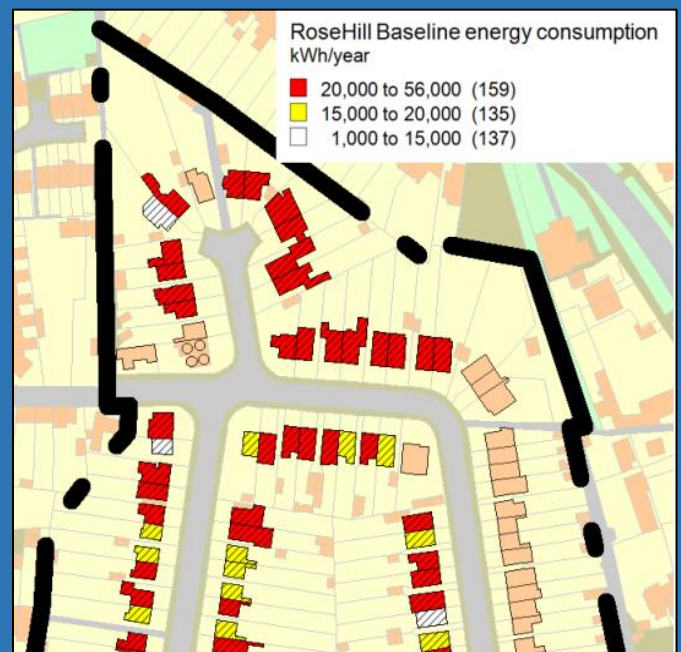 RoseHill Baseline energy consumption
kWh/year
20,000 to 56,000 (159)
15,000 to 20,000 (135)
1,000 to 15,000 (137)